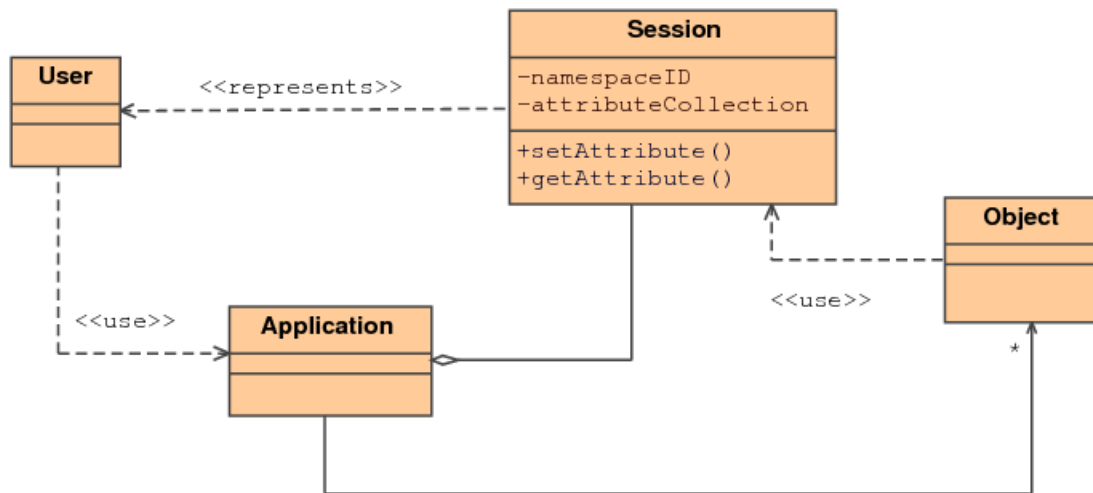 Session
User
<<represents>>
-namespaceID
-attributeCollection
+setAttribute()
+getAttribute()
Object
<<use>>
<<use>>
Application
*